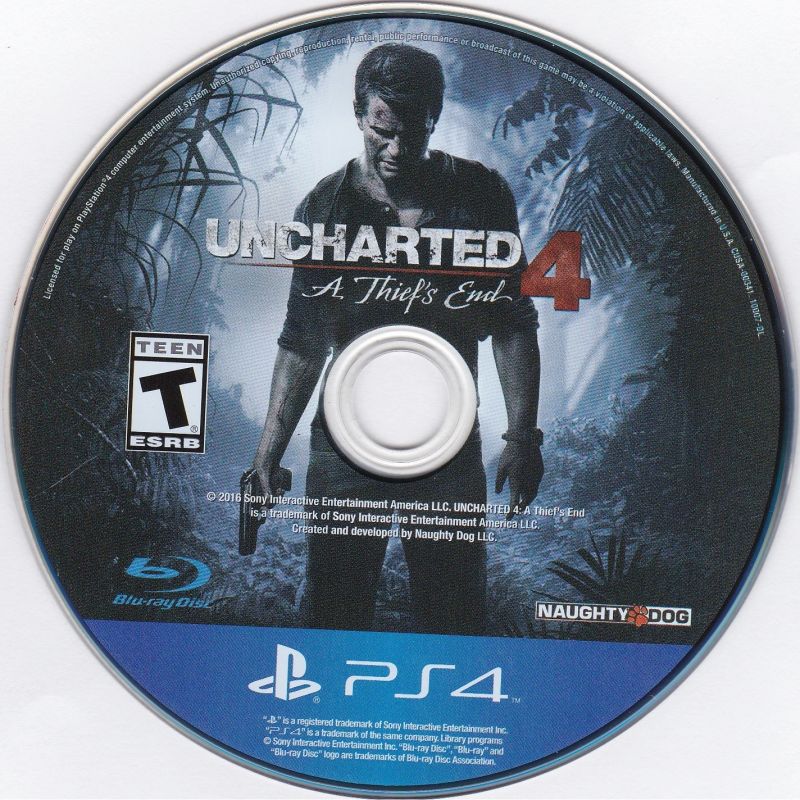 Licensed for play on PlayStation®4 computer entertainment system. Unauthorized copying, reproduction, rental, public performance or broadcast of this game may be a violation of applicable laws. Manufactured in U.S.A. CUSA-00341 T0007-DL
UNCHARTED 4
A Thief's End
TEEN
T®
ESRB
© 2016 Sony Interactive Entertainment America LLC. UNCHARTED 4: A Thief's End
is a trademark of Sony Interactive Entertainment America LLC.
Created and developed by Naughty Dog LLC.
Blu-ray Disc
NAUGHTY DOG
® PS4™
"PS" is a registered trademark of Sony Interactive Entertainment Inc.
"PS4" is a trademark of the same company. Library programs
© Sony Interactive Entertainment Inc. "Blu-ray Disc", "Blu-ray" and
"Blu-ray Disc" logo are trademarks of Blu-ray Disc Association.